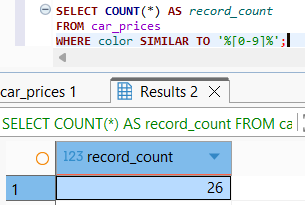 SELECT COUNT(*) AS record_count
FROM car_prices
WHERE color SIMILAR TO '%[0-9]%';
car_prices 1
Results 2
SELECT COUNT(*) AS record_count FROM ca
123 record_count
1
26